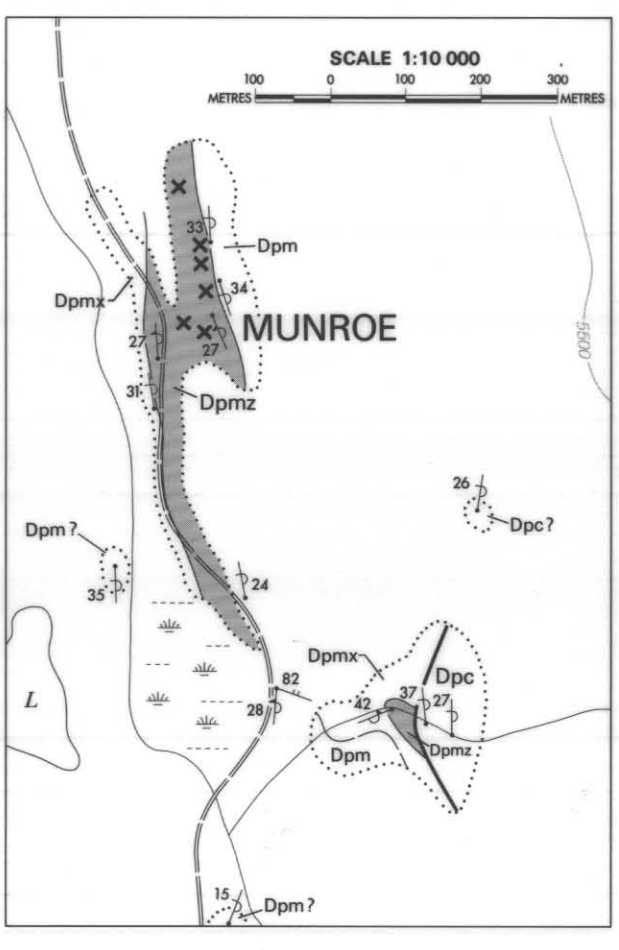 SCALE 1:10 000
100 0 100 200 300
METRES METRES
33
Dpm
34
Dpmx
MUNROE
5500
27
27
31
Dpmz
26
Dpc?
Dpm?
24
35
Dpmx
Dpc
82
L
42
37
27
28
Dpm
Dpmz
15
Dpm?